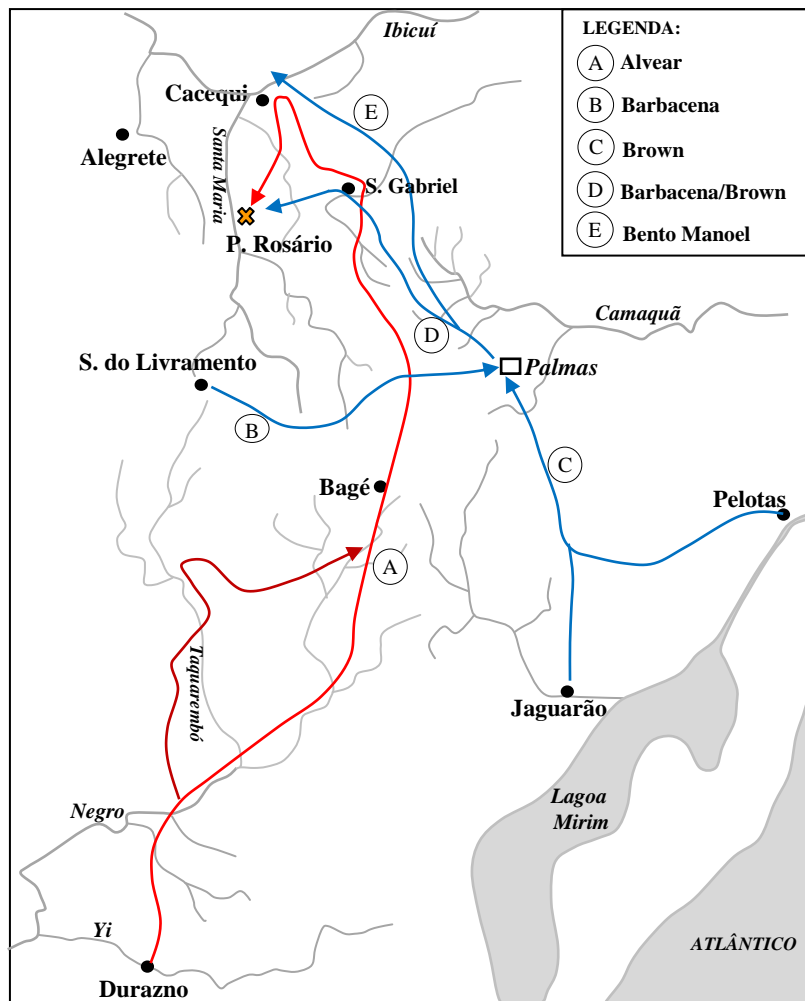 Ibicuí
LEGENDA:
A Alvear
B Barbacena
C Brown
D Barbacena/Brown
E Bento Manoel
Cacequi
E
Alegrete
Santa Maria
S. Gabriel
P. Rosário
Camaquã
D
S. do Livramento
Palmas
B
C
Bagé
Pelotas
A
Taquarembó
Jaguarão
Negro
Lagoa
Mirim
Yi
ATLÂNTICO
Durazno